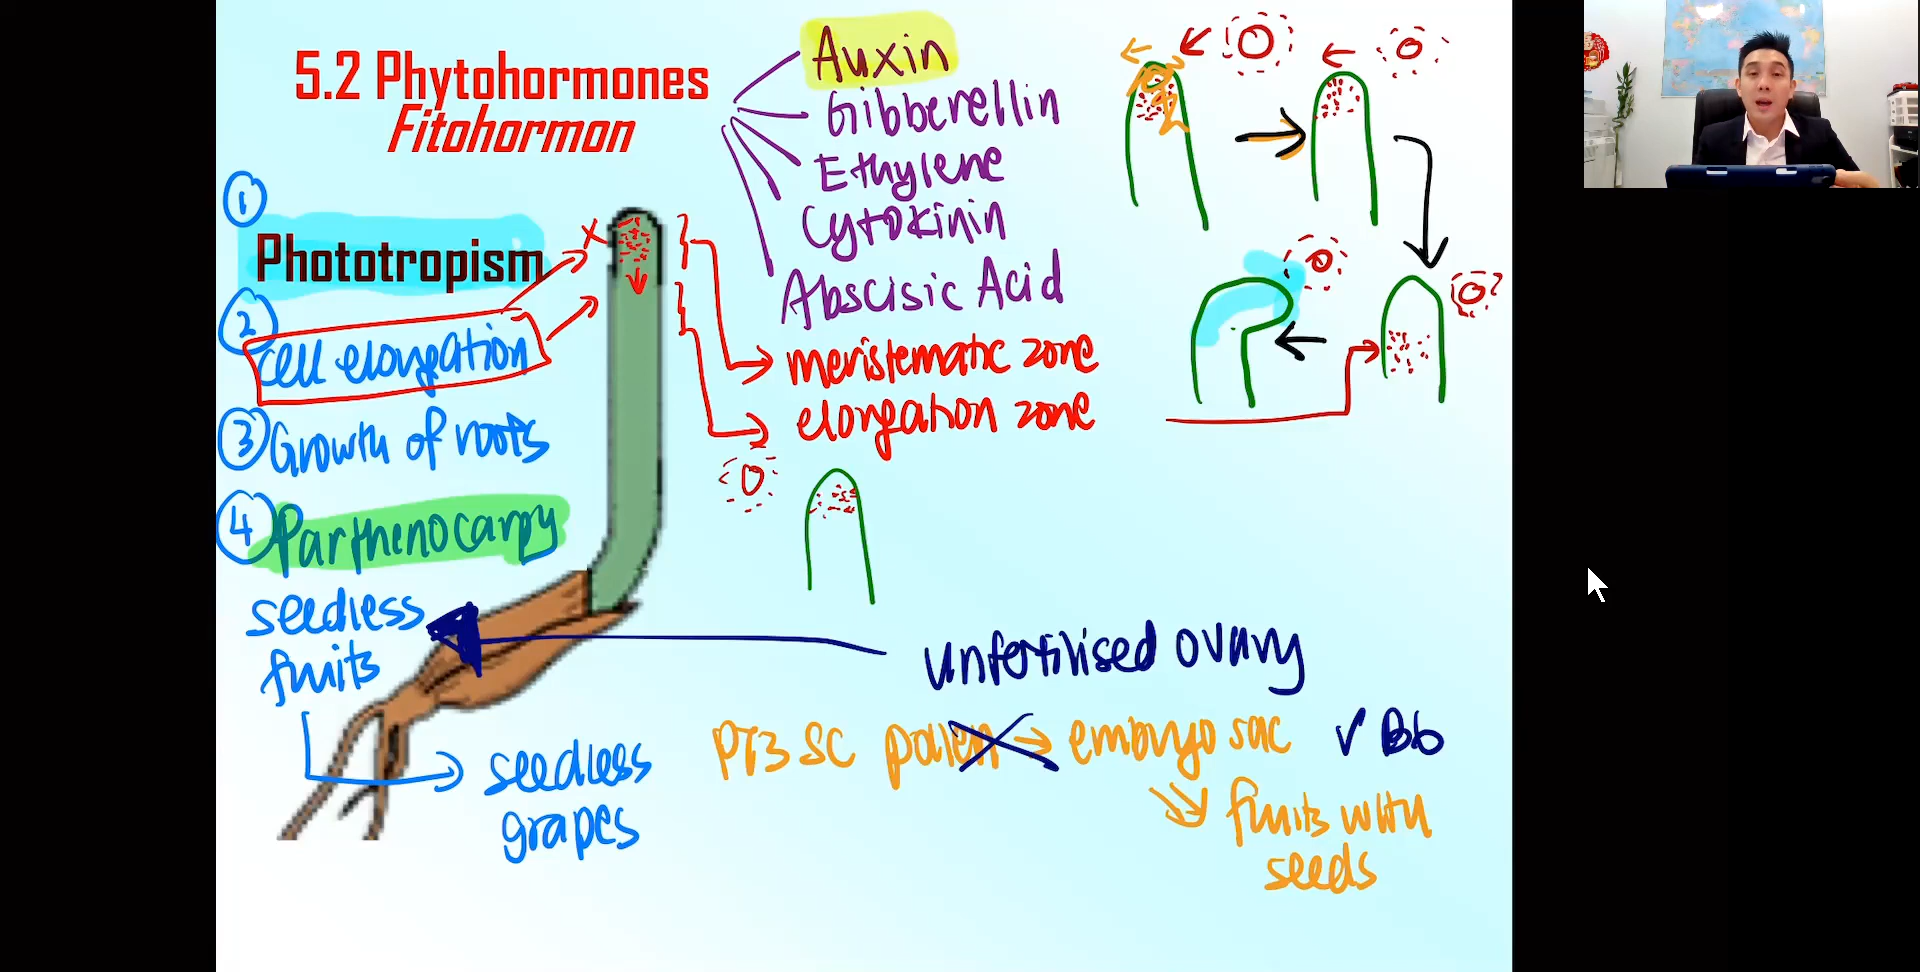 5.2 Phytohormones
Fitohormon
Auxin
Gibberellin
Ethylene
Cytokinin
Abscisic Acid
1
Phototropism
2
cell elongation
3 Growth of roots
4 Parthenocarpy
seedless
fruits
seedless
grapes
X
meristematic zone
elongation zone
?
unfertilised ovary
PT3 SC pollen → embryo sac ✓ Bb
fruits with
seeds